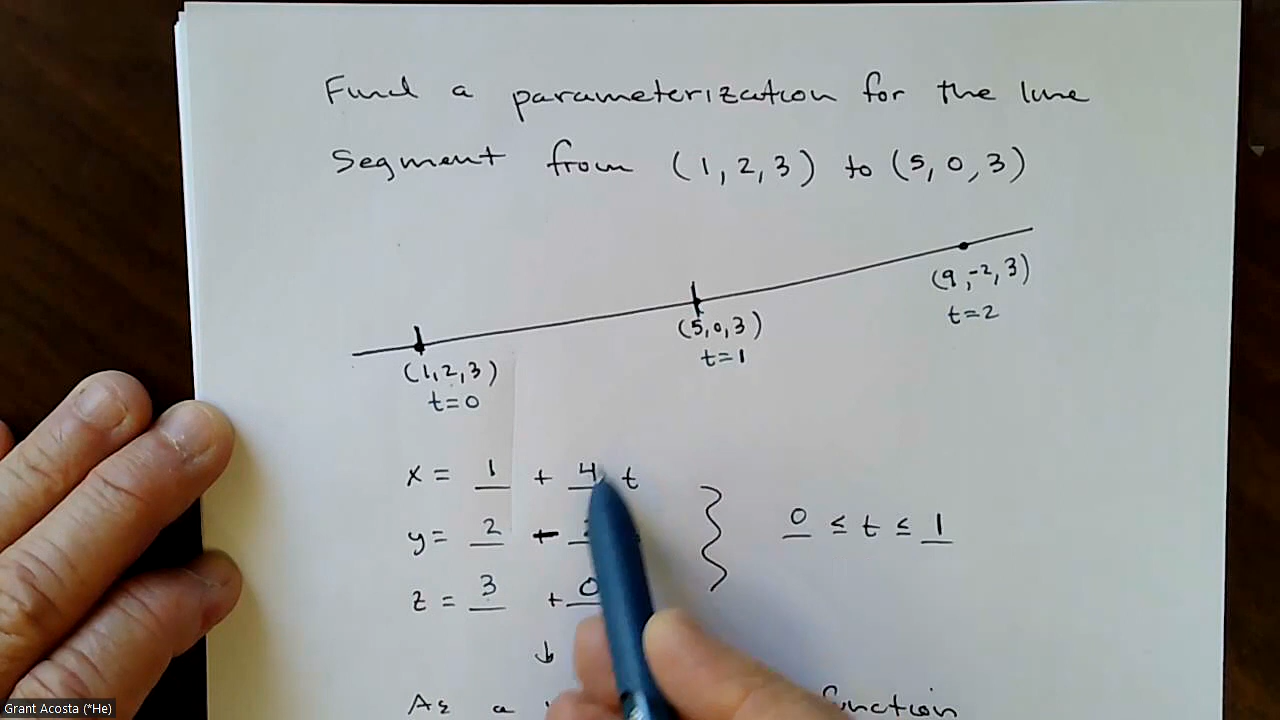 Find a parameterization for the line
segment from (1, 2, 3) to (5, 0, 3)
(9, -2, 3)
t=2
(5, 0, 3)
t=1
(1, 2, 3)
t=0
x = 1 + 4 t
y = 2 -
z = 3 + 0
0 ≤ t ≤ 1
↓
As a
Grant Acosta (*He)